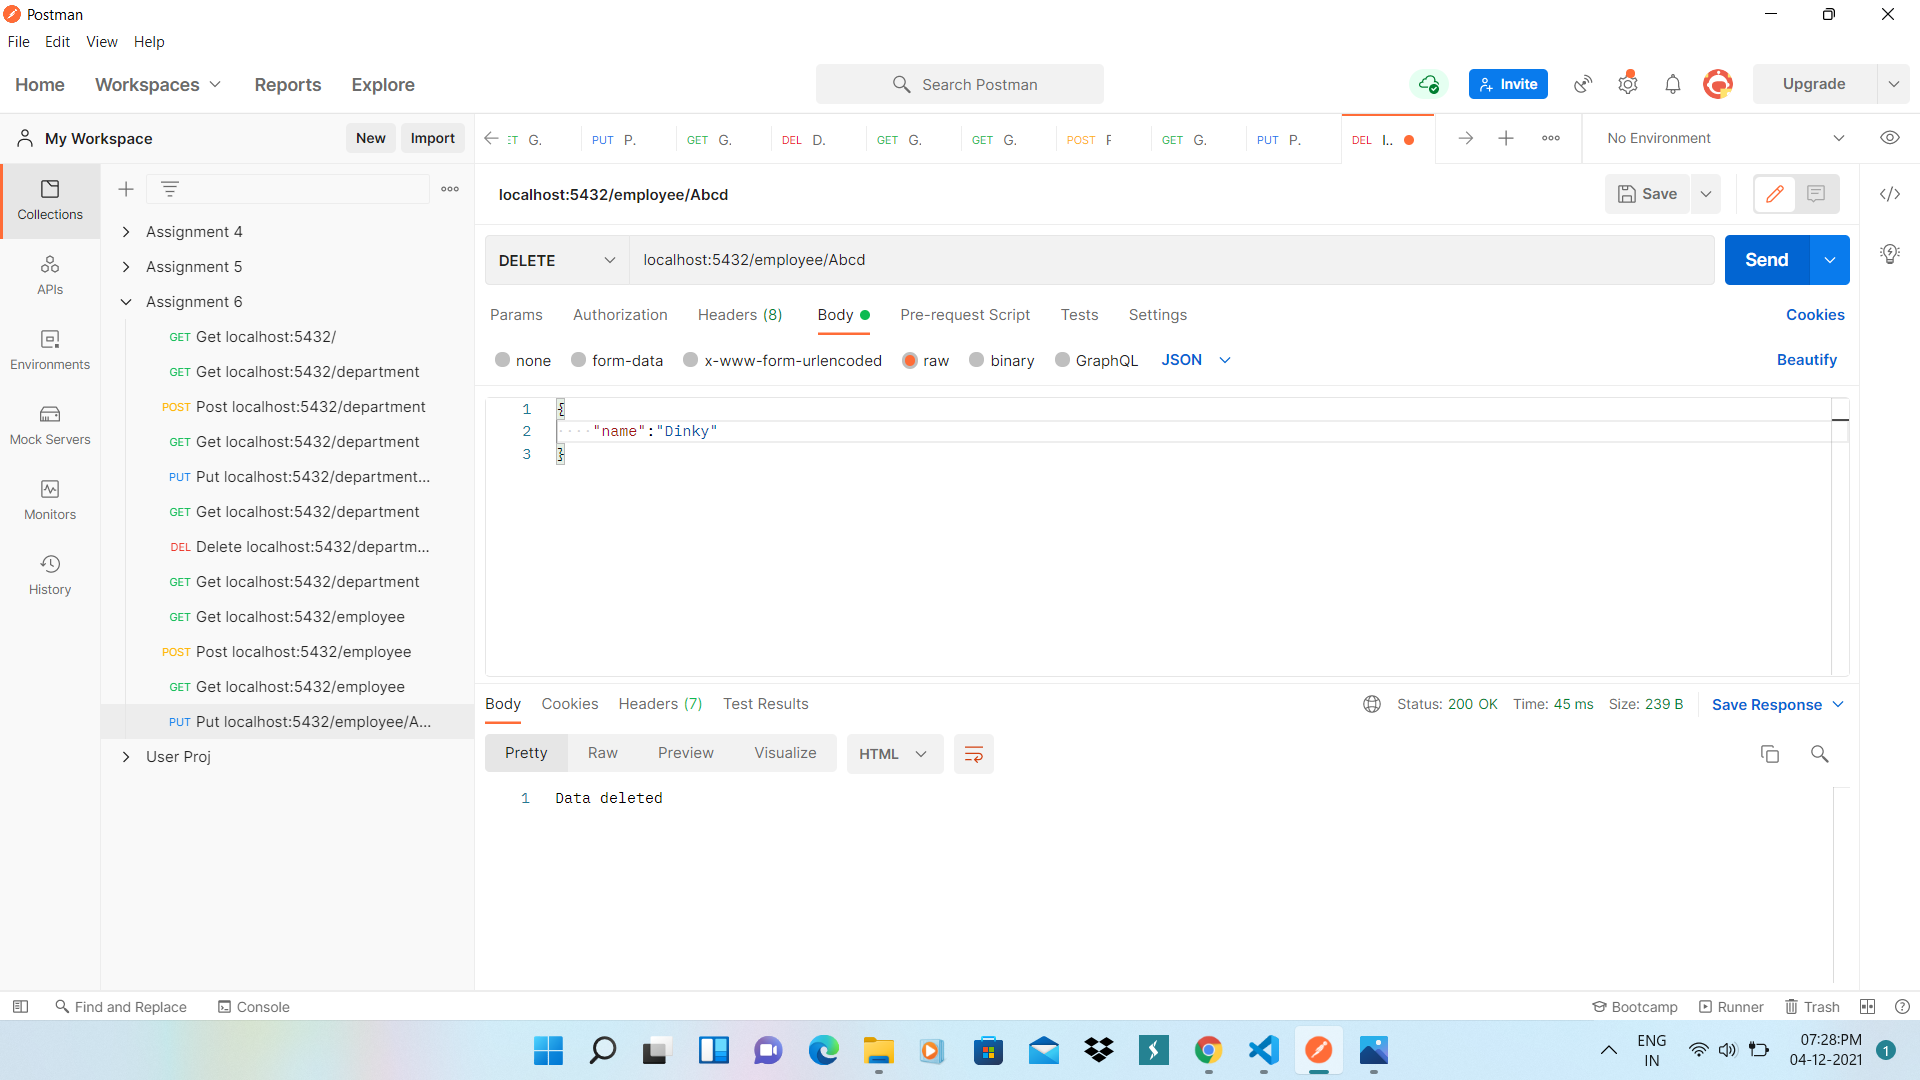 Postman
File Edit View Help
Home Workspaces Reports Explore
Search Postman
Invite
Upgrade
My Workspace
New Import
ET G.
PUT P.
GET G.
DEL D.
GET G.
GET G.
POST F
GET G.
PUT P.
DEL I..
No Environment
Collections
APIs
Environments
Mock Servers
Monitors
History
Assignment 4
Assignment 5
Assignment 6
GET Get localhost:5432/
GET Get localhost:5432/department
POST Post localhost:5432/department
GET Get localhost:5432/department
PUT Put localhost:5432/department...
GET Get localhost:5432/department
DEL Delete localhost:5432/departm...
GET Get localhost:5432/department
GET Get localhost:5432/employee
POST Post localhost:5432/employee
GET Get localhost:5432/employee
PUT Put localhost:5432/employee/A...
User Proj
localhost:5432/employee/Abcd
Save
DELETE localhost:5432/employee/Abcd
Send
Params Authorization Headers (8) Body Pre-request Script Tests Settings
Cookies
none form-data x-www-form-urlencoded raw binary GraphQL JSON
Beautify
1 {
2 ····"name":"Dinky"
3 }
Body Cookies Headers (7) Test Results
Status: 200 OK Time: 45 ms Size: 239 B
Save Response
Pretty Raw Preview Visualize HTML
1 Data deleted
Find and Replace Console
Bootcamp Runner Trash
ENG
IN
07:28:PM
04-12-2021
1